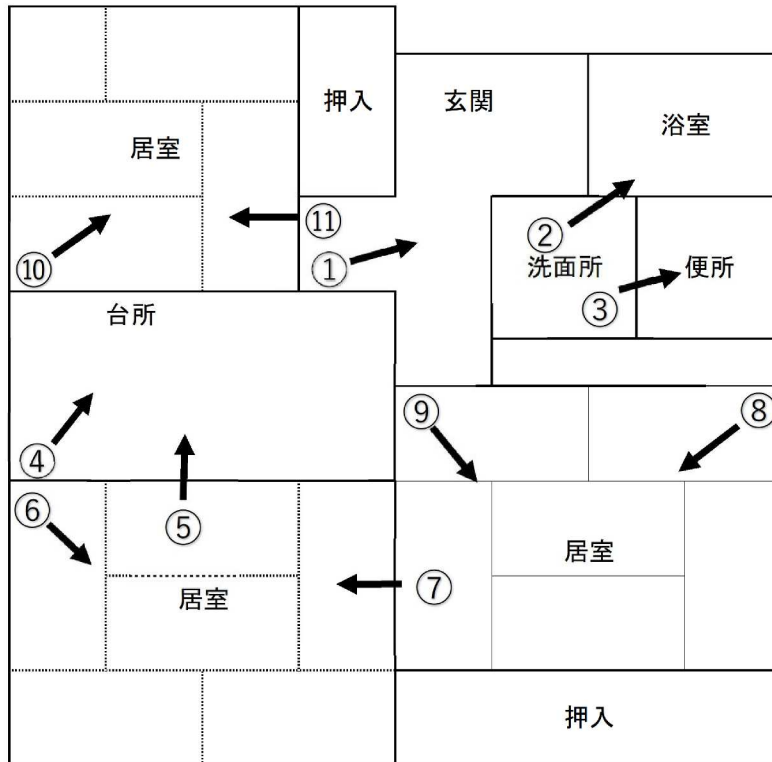 押入
玄関
浴室
居室
⑪
②
⑩
①
洗面所
便所
③
台所
④
⑨
⑧
⑥
⑤
居室
居室
⑦
押入